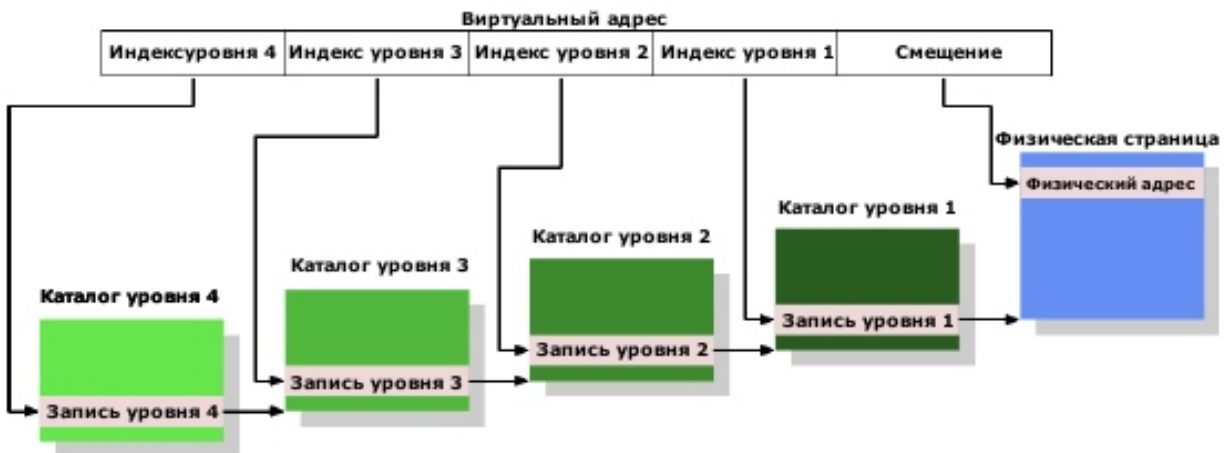 Виртуальный адрес
Индексуровня 4 Индекс уровня 3 Индекс уровня 2 Индекс уровня 1 Смещение
Физическая страница
Физический адрес
Каталог уровня 1
Каталог уровня 2
Каталог уровня 3
Каталог уровня 4
Запись уровня 1
Запись уровня 2
Запись уровня 3
Запись уровня 4